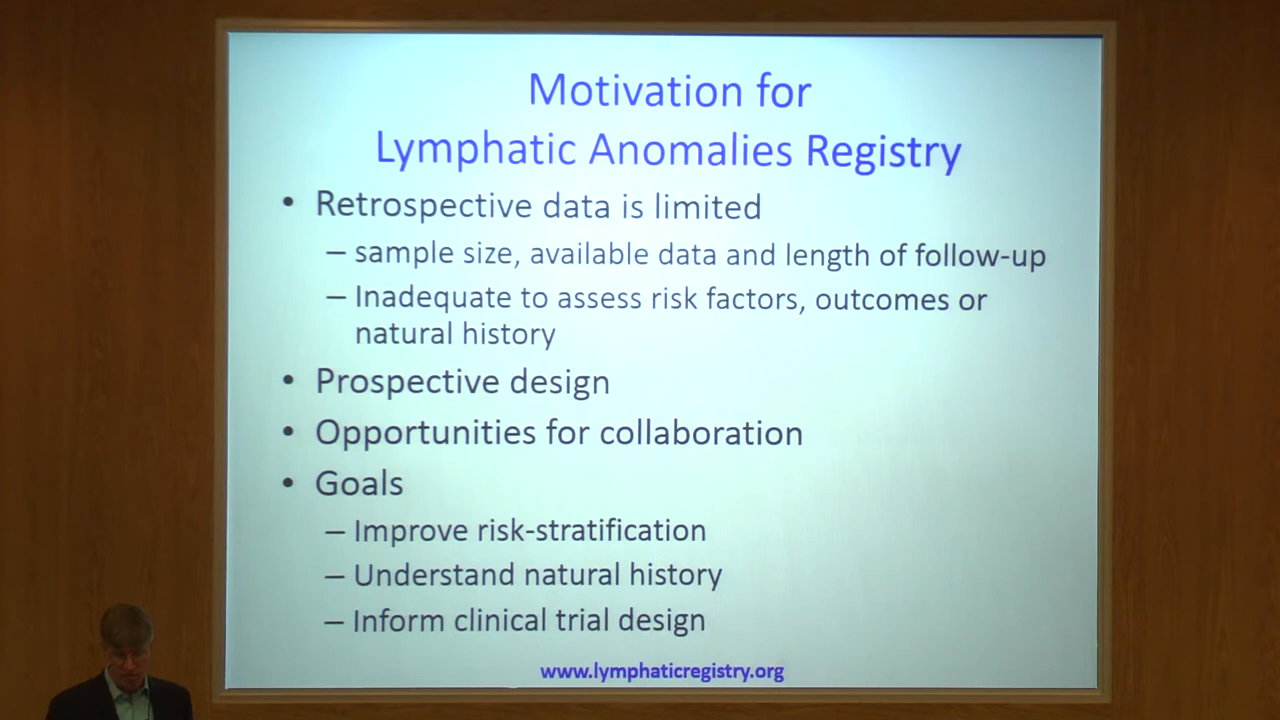 Motivation for
Lymphatic Anomalies Registry
• Retrospective data is limited
– sample size, available data and length of follow-up
– Inadequate to assess risk factors, outcomes or
natural history
• Prospective design
• Opportunities for collaboration
• Goals
– Improve risk-stratification
– Understand natural history
– Inform clinical trial design
www.lymphaticregistry.org